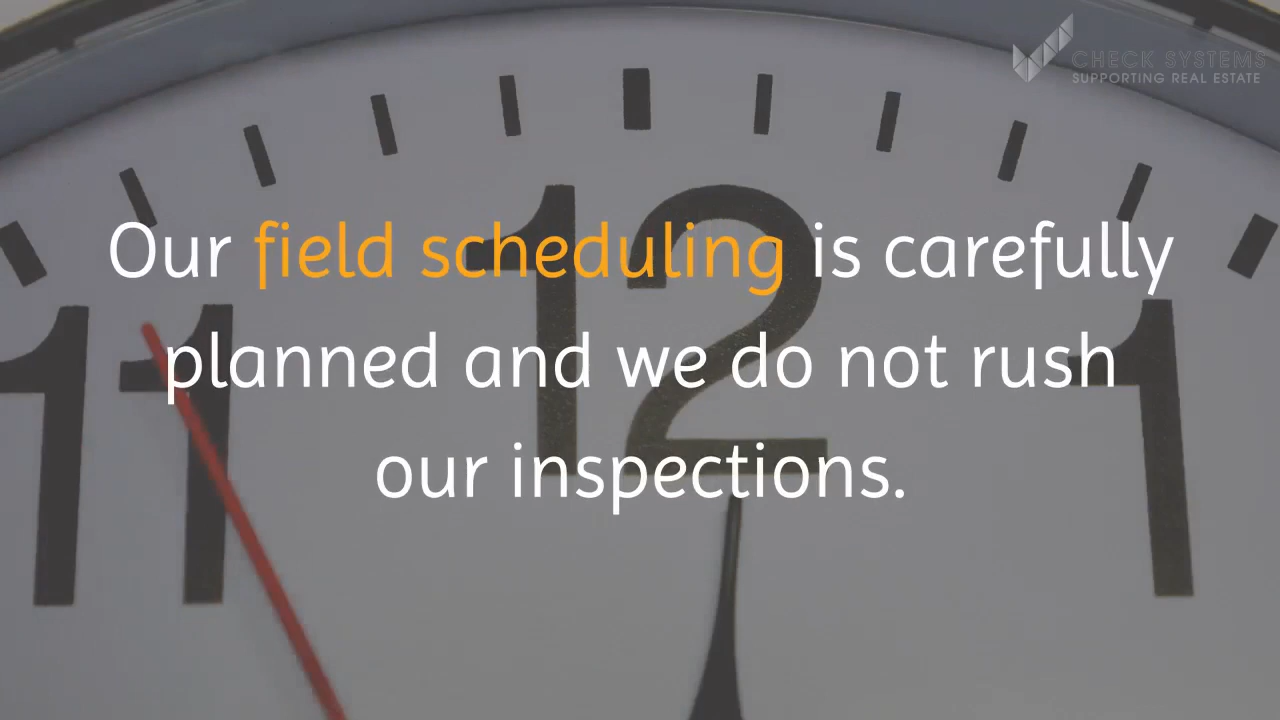 CHECK SYSTEMS
SUPPORTING REAL ESTATE
12
Our field scheduling is carefully
11
1
planned and we do not rush
our inspections.